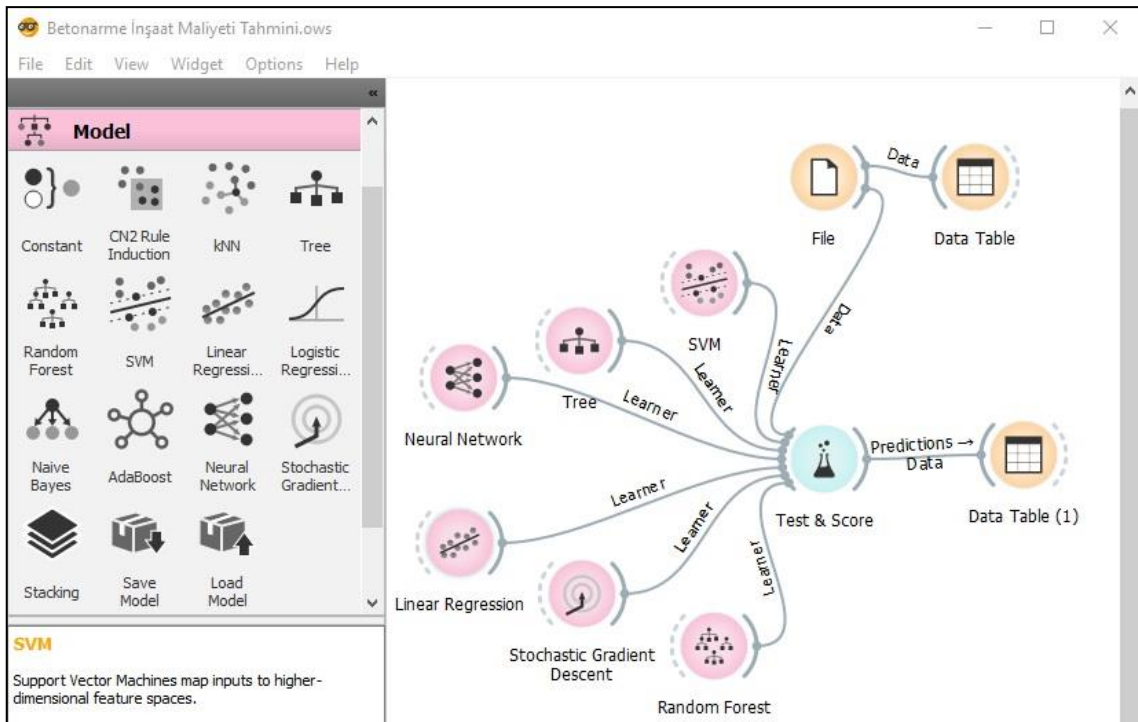 Betonarme İnşaat Maliyeti Tahmini.ows
File Edit View Widget Options Help
«
Model
Constant
CN2 Rule
Induction
kNN
Tree
Random
Forest
SVM
Linear
Regressi...
Logistic
Regressi...
Naive
Bayes
AdaBoost
Neural
Network
Stochastic
Gradient...
Stacking
Save
Model
Load
Model
SVM
Support Vector Machines map inputs to higher-
dimensional feature spaces.
Data
File
Data Table
Data
SVM
Learner
Tree
Learner
Neural Network
Learner
Predictions →
Data
Test & Score
Data Table (1)
Learner
Linear Regression
Learner
Stochastic Gradient
Descent
Learner
Random Forest